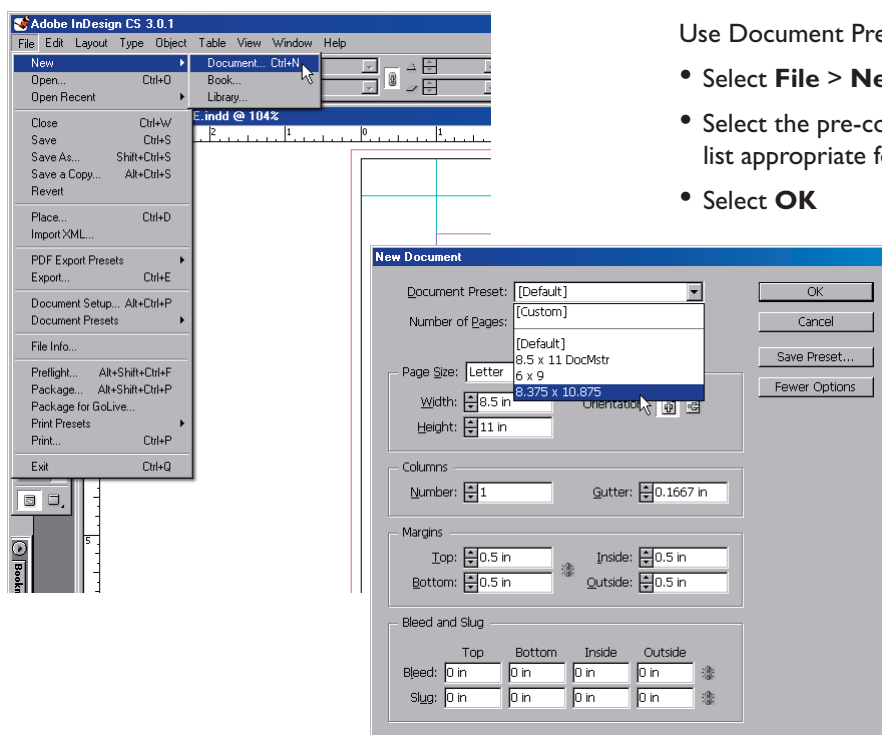 Adobe InDesign CS 3.0.1
File Edit Layout Type Object Table View Window Help
New
Document... Ctrl+N
Open... Ctrl+O
Book...
Open Recent
Library...
Close Ctrl+W
E.indd @ 104%
Save Ctrl+S
2 1 0 1
Save As... Shift+Ctrl+S
Save a Copy... Alt+Ctrl+S
Revert
Place... Ctrl+D
Import XML...
PDF Export Presets
Export... Ctrl+E
Document Setup... Alt+Ctrl+P
Document Presets
File Info...
Preflight... Alt+Shift+Ctrl+F
Package... Alt+Shift+Ctrl+P
Package for GoLive...
Print Presets
Print... Ctrl+P
Exit Ctrl+Q
5
Use Document Pre
• Select File > Ne
• Select the pre-co
list appropriate f
• Select OK
New Document
Document Preset: [Default]
OK
[Custom]
Number of Pages:
Cancel
[Default]
8.5 x 11 DocMstr
Save Preset...
Page Size: Letter
6 x 9
8.375 x 10.875
Fewer Options
Width: 8.5 in
Orientation
Height: 11 in
Columns
Number: 1 Gutter: 0.1667 in
Margins
Top: 0.5 in Inside: 0.5 in
Bottom: 0.5 in Outside: 0.5 in
Bleed and Slug
Top Bottom Inside Outside
Bleed: 0 in 0 in 0 in 0 in
Slug: 0 in 0 in 0 in 0 in